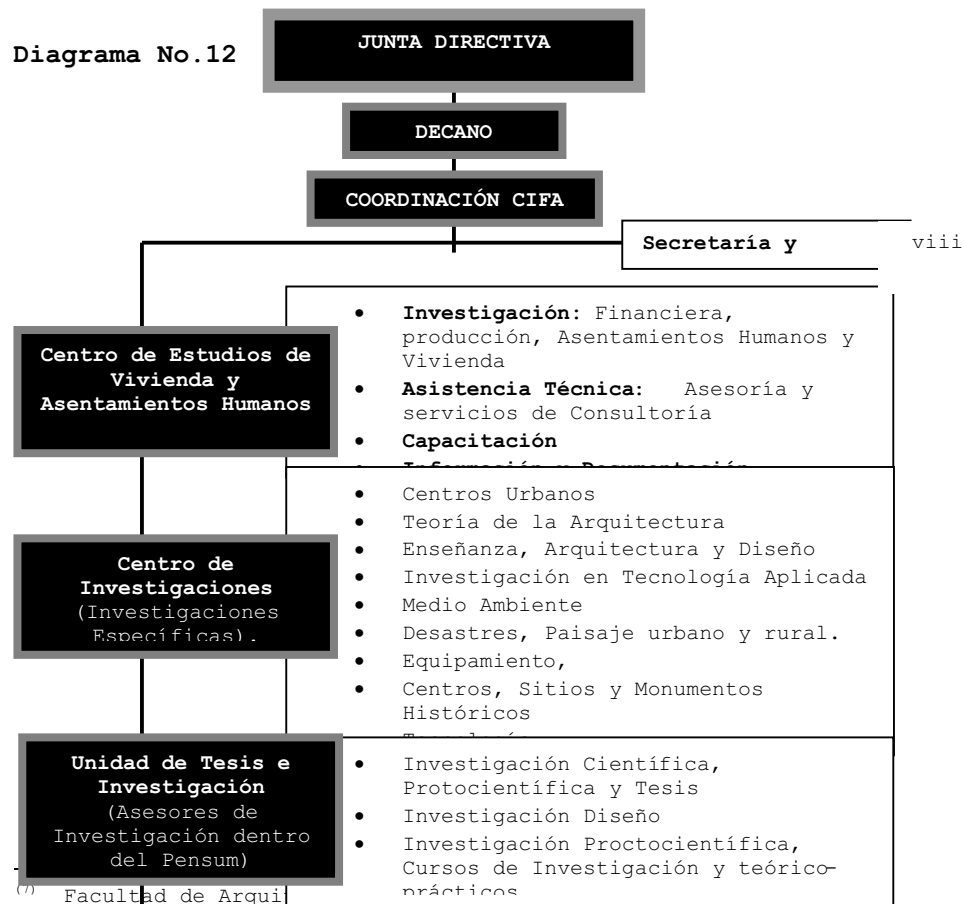 Diagrama No.12
JUNTA DIRECTIVA
DECANO
COORDINACIÓN CIFA
Secretaría y
viii
Centro de Estudios de
Vivienda y
Asentamientos Humanos
• Investigación: Financiera,
producción, Asentamientos Humanos y
Vivienda
• Asistencia Técnica: Asesoría y
servicios de Consultoría
• Capacitación
• Información y Documentación
Centro de
Investigaciones
(Investigaciones
Específicas).
• Centros Urbanos
• Teoría de la Arquitectura
• Enseñanza, Arquitectura y Diseño
• Investigación en Tecnología Aplicada
• Medio Ambiente
• Desastres, Paisaje urbano y rural.
• Equipamiento,
• Centros, Sitios y Monumentos
Históricos
Unidad de Tesis e
Investigación
(Asesores de
Investigación dentro
del Pensum)
• Investigación Científica,
Protocientífica y Tesis
• Investigación Diseño
• Investigación Proctocientífica,
Cursos de Investigación y teórico-
prácticos
(7) Facultad de Arqui